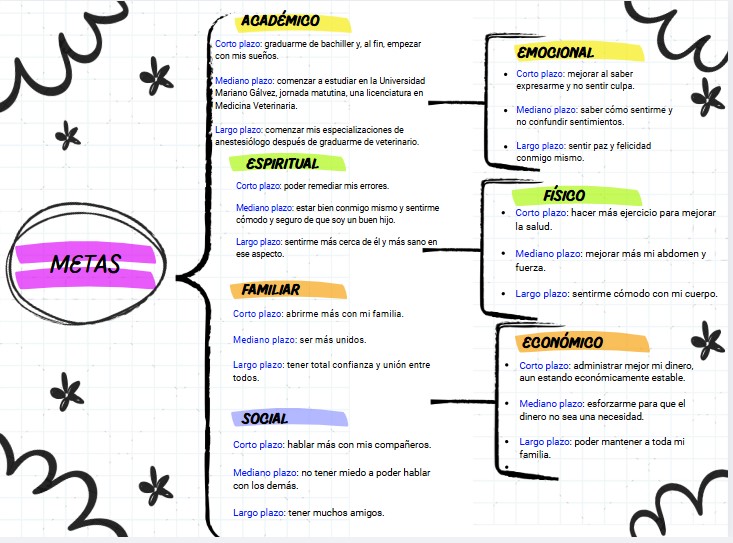 METAS
ACADÉMICO
Corto plazo: graduarme de bachiller y, al fin, empezar
con mis sueños.
Mediano plazo: comenzar a estudiar en la Universidad
Mariano Gálvez, jornada matutina, una licenciatura en
Medicina Veterinaria.
Largo plazo: comenzar mis especializaciones de
anestesiólogo después de graduarme de veterinario.
ESPIRITUAL
Corto plazo: poder remediar mis errores.
Mediano plazo: estar bien conmigo mismo y sentirme
cómodo y seguro de que soy un buen hijo.
Largo plazo: sentirme más cerca de él y más sano en
ese aspecto.
FAMILIAR
Corto plazo: abrirme más con mi familia.
Mediano plazo: ser más unidos.
Largo plazo: tener total confianza y unión entre
todos.
SOCIAL
Corto plazo: hablar más con mis compañeros.
Mediano plazo: no tener miedo a poder hablar
con los demás.
Largo plazo: tener muchos amigos.
EMOCIONAL
Corto plazo: mejorar al saber
expresarme y no sentir culpa.
Mediano plazo: saber cómo sentirme y
no confundir sentimientos.
Largo plazo: sentir paz y felicidad
conmigo mismo.
FÍSICO
Corto plazo: hacer más ejercicio para mejorar
la salud.
Mediano plazo: mejorar más mi abdomen y
fuerza.
Largo plazo: sentirme cómodo con mi cuerpo.
ECONÓMICO
Corto plazo: administrar mejor mi dinero,
aun estando económicamente estable.
Mediano plazo: esforzarme para que el
dinero no sea una necesidad.
Largo plazo: poder mantener a toda mi
familia.